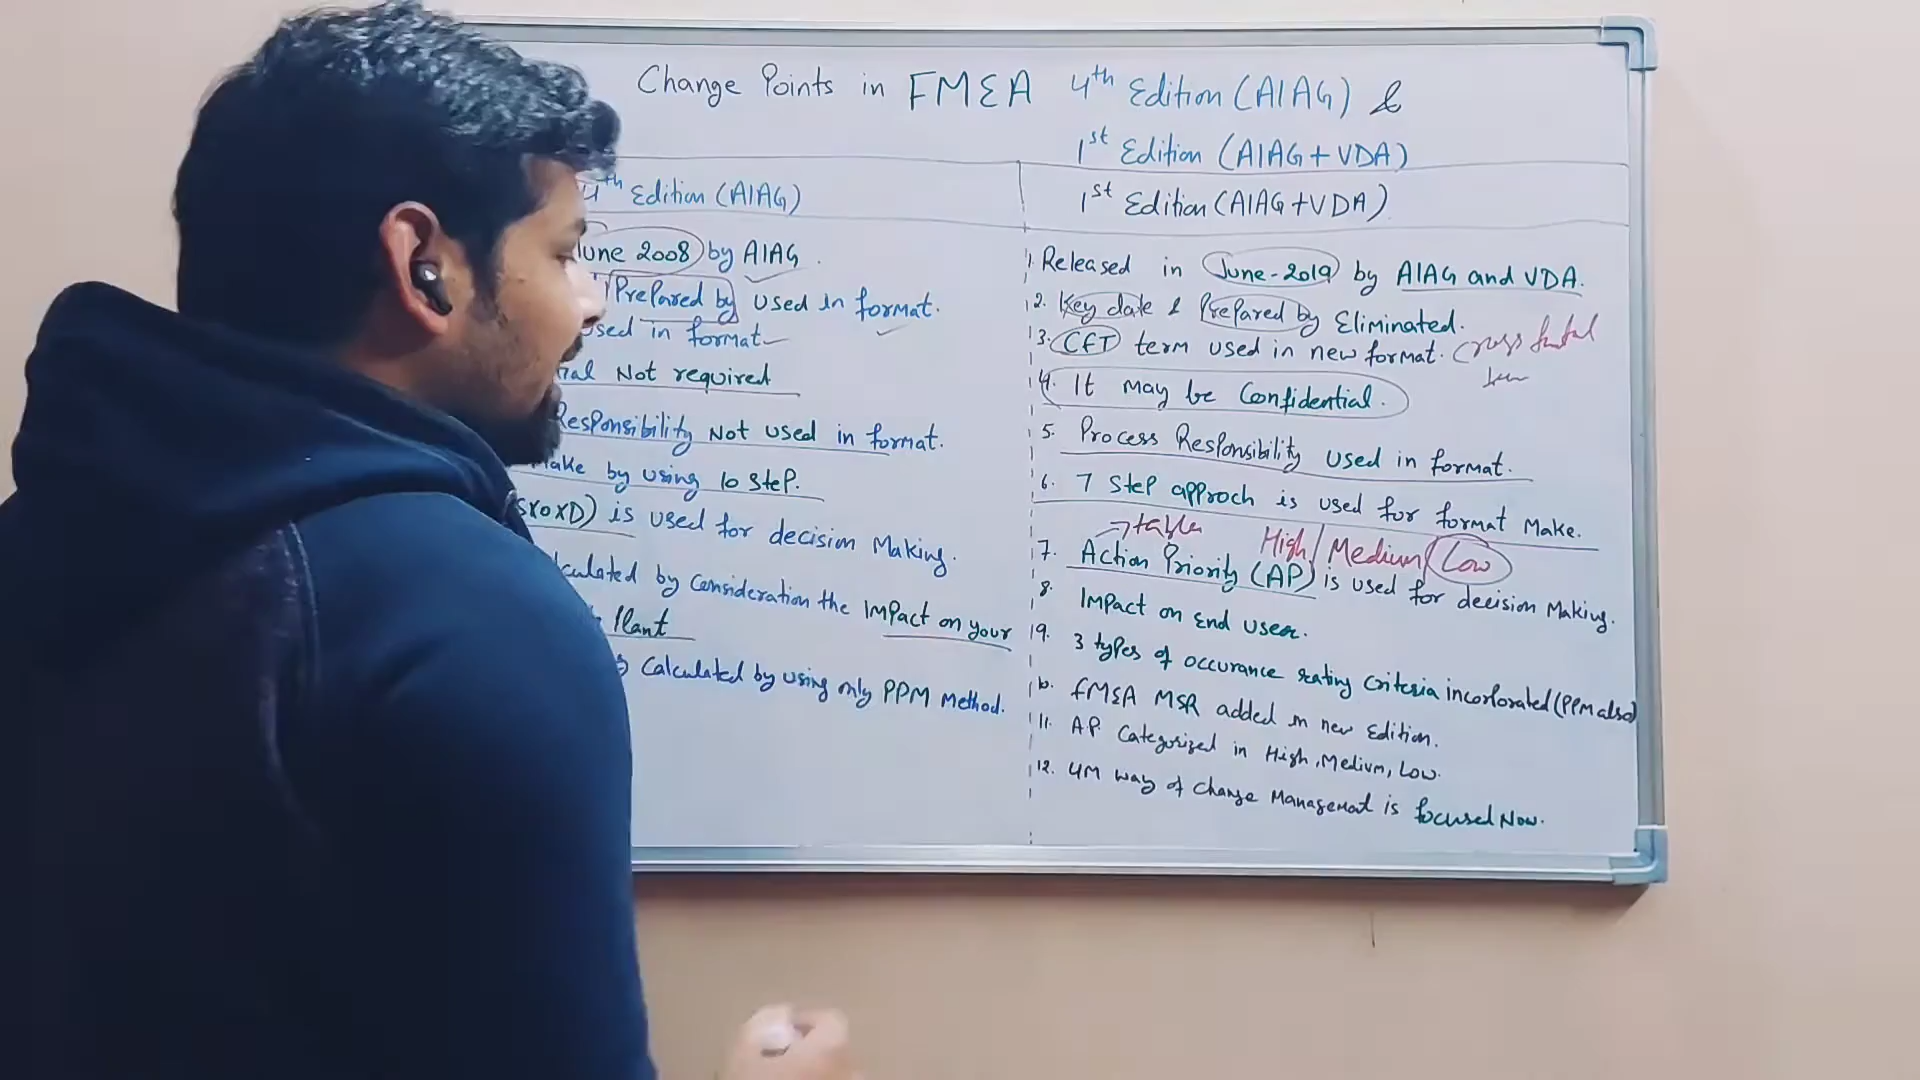 Change Points in FMEA 4th Edition (AIAG) &
1st Edition (AIAG + VDA)
4th Edition (AIAG)
June 2008 by AIAG.
Prepared by used in format.
used in format
Not required
Responsibility Not used in format.
Make by using 10 Step.
(SXOXD) is used for decision Making.
by Consideration the Impact on your
Plant
Calculated by using only PPM Method.
1st Edition (AIAG+VDA)
1. Released in June-2019 by AIAG and VDA.
2. Key date & Prepared by Eliminated.
3. CFT term used in new format. Cross
4. It May be Confidential.
5. Process Responsibility used in format.
6. 7 Step approch is used for format Make.
→ table High/Medium/Low
7. Action Priority (AP) is used for decision Making.
8. Impact on End User.
9. 3 types of occurance rating Criteria incorporated (PPM also)
10. FMEA MSR added in new Edition.
11. A.P. Categorized in High, Medium, Low.
12. 4M way of Change Management is focused Now.